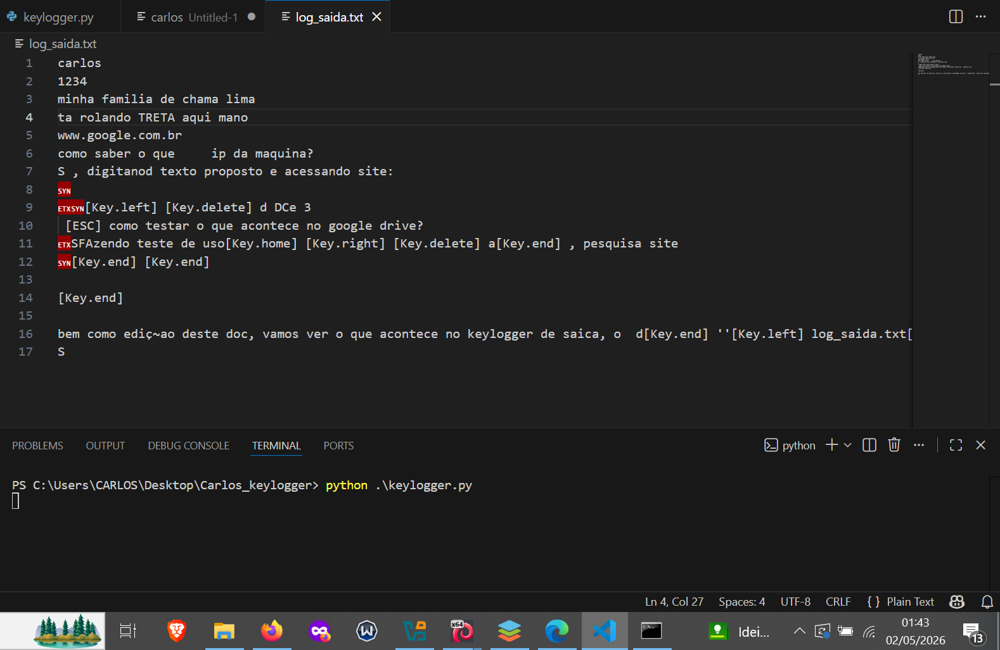 keylogger.py
carlos Untitled-1
log_saida.txt
log_saida.txt
1 carlos
2 1234
3 minha familia de chama lima
4 ta rolando TRETA aqui mano
5 www.google.com.br
6 como saber o que     ip da maquina?
7 S , digitanod texto proposto e acessando site:
8 SYN
9 ETXSYN[Key.left] [Key.delete] d DCe 3
10  [ESC] como testar o que acontece no google drive?
11 ETXSFAzendo teste de uso[Key.home] [Key.right] [Key.delete] a[Key.end] , pesquisa site
12 SYN[Key.end] [Key.end]
13
14 [Key.end]
15
16 bem como ediç~ao deste doc, vamos ver o que acontece no keylogger de saica, o  d[Key.end] ''[Key.left] log_saida.txt[
17 S
PROBLEMS OUTPUT DEBUG CONSOLE TERMINAL PORTS
python
PS C:\Users\CARLOS\Desktop\Carlos_keylogger> python .\keylogger.py
Ln 4, Col 27 Spaces: 4 UTF-8 CRLF { } Plain Text
x64
W
Idei...
01:43
02/05/2026
13